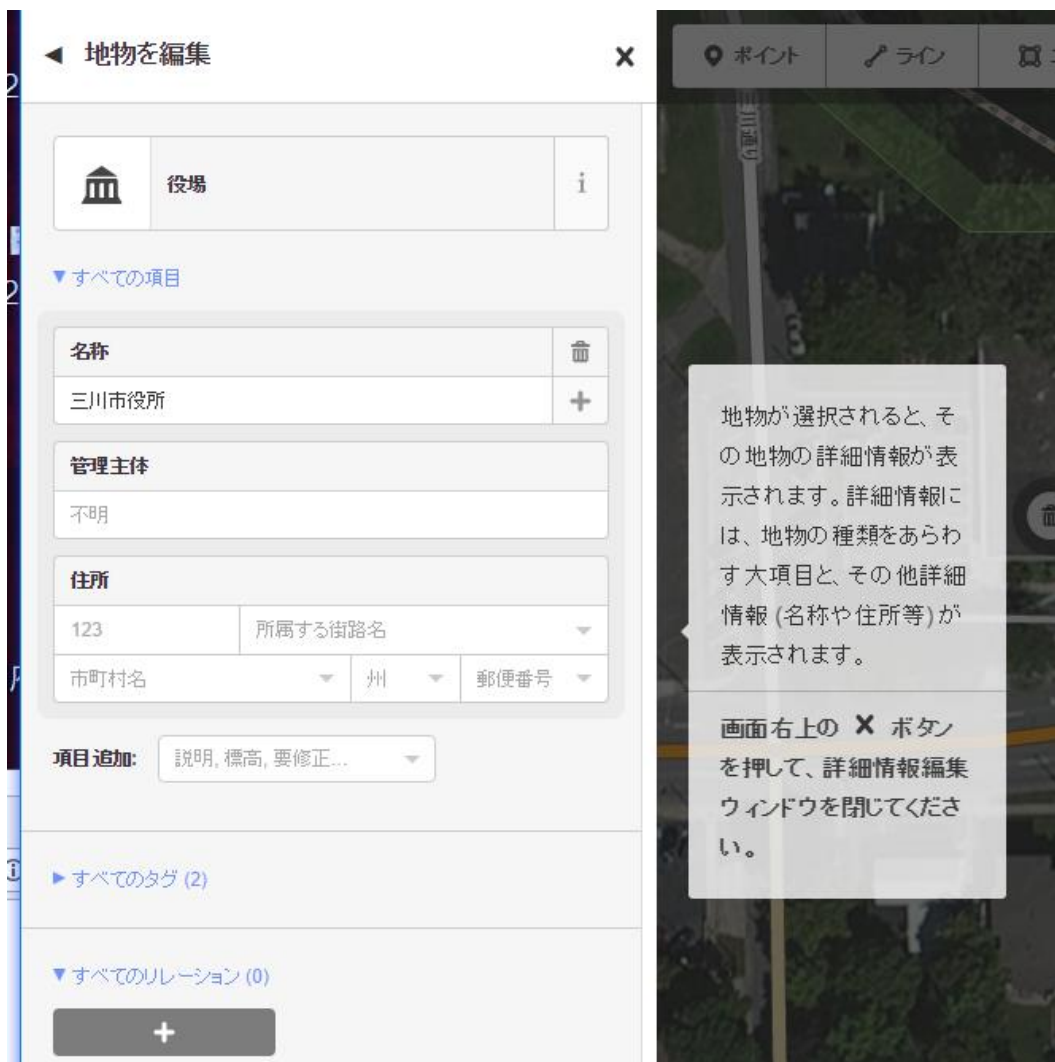 地物を編集
ポイント
ライン
三川通り
役場
i
すべての項目
名称
三川市役所
管理主体
不明
住所
123
所属する街路名
市町村名
州
郵便番号
項目追加:
説明, 標高, 要修正...
すべてのタグ (2)
すべてのリレーション (0)
地物が選択されると、そ
の地物の詳細情報が表
示されます。詳細情報に
は、地物の種類をあらわ
す大項目と、その他詳細
情報 (名称や住所等) が
表示されます。
画面右上の ✕ ボタン
を押して、詳細情報編集
ウィンドウを閉じてくださ
い。